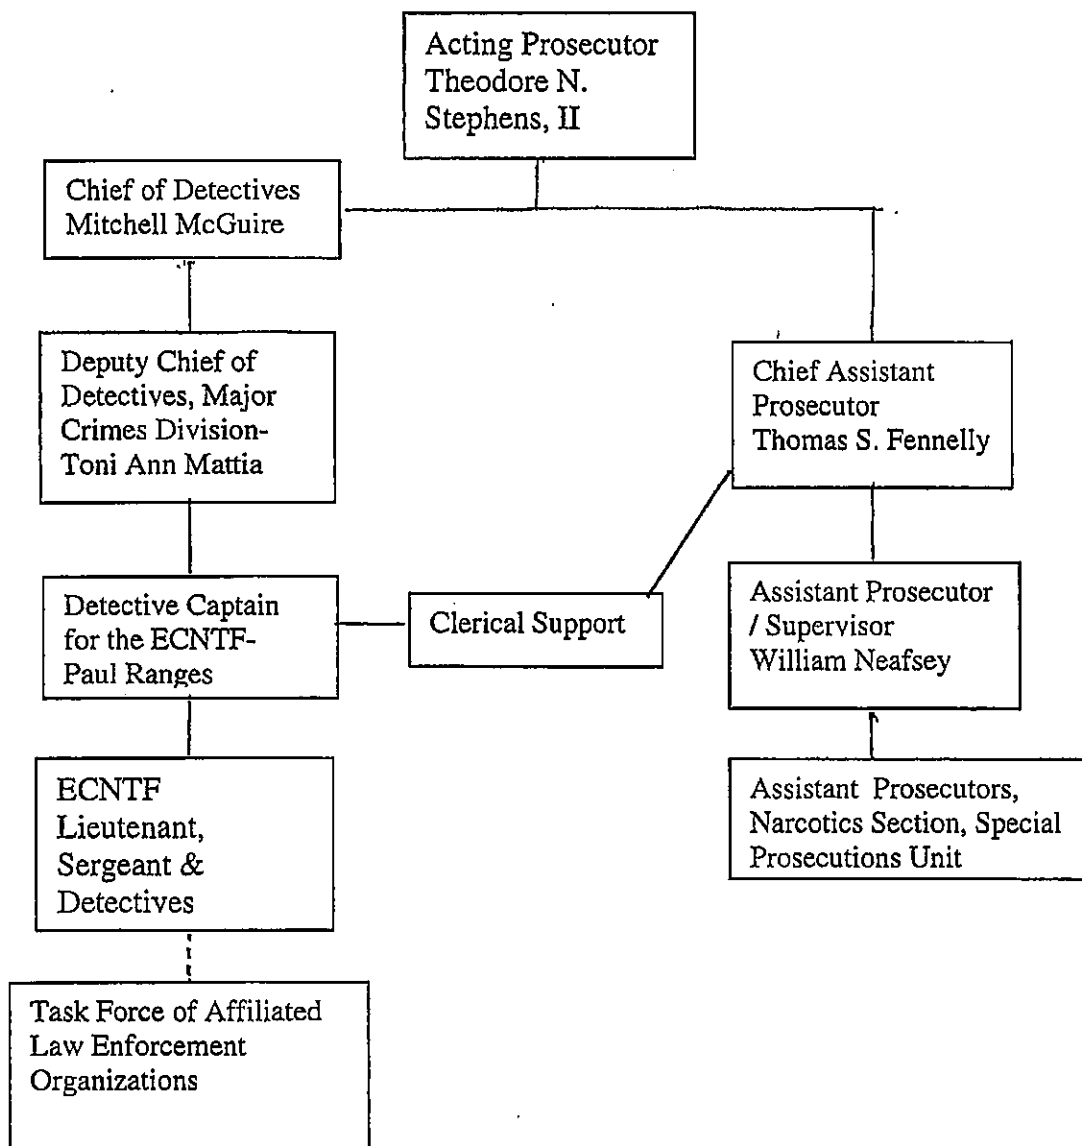 Acting Prosecutor
Theodore N.
Stephens, II
Chief of Detectives
Mitchell McGuire
Deputy Chief of
Detectives, Major
Crimes Division-
Toni Ann Mattia
Chief Assistant
Prosecutor
Thomas S. Fennelly
Detective Captain
for the ECNTF-
Paul Ranges
Clerical Support
Assistant Prosecutor
/ Supervisor
William Neafsey
ECNTF
Lieutenant,
Sergeant &
Detectives
Assistant Prosecutors,
Narcotics Section, Special
Prosecutions Unit
Task Force of Affiliated
Law Enforcement
Organizations